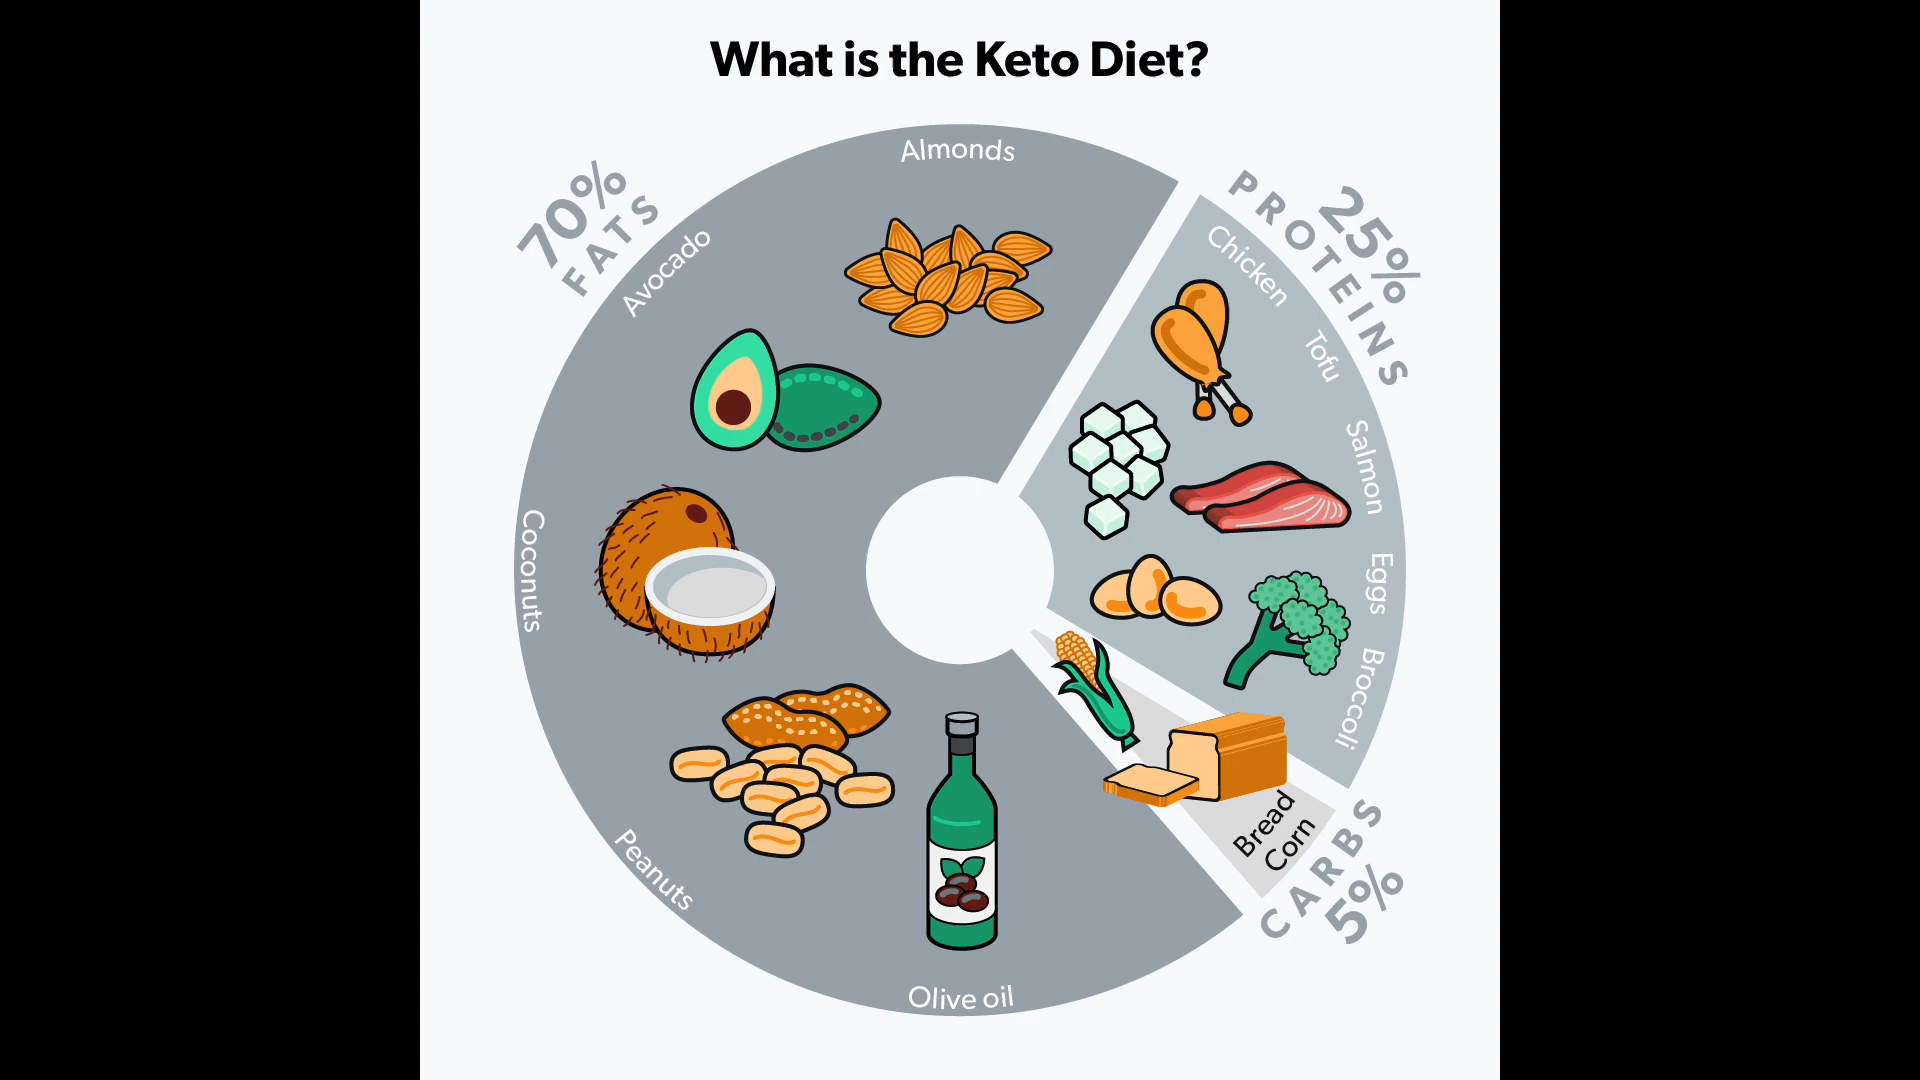 What is the Keto Diet?
70%
FATS
Almonds
Avocado
Coconuts
Peanuts
Olive oil
25%
PROTEINS
Chicken
Tofu
Salmon
Eggs
Broccoli
Bread
Corn
CARBS
5%